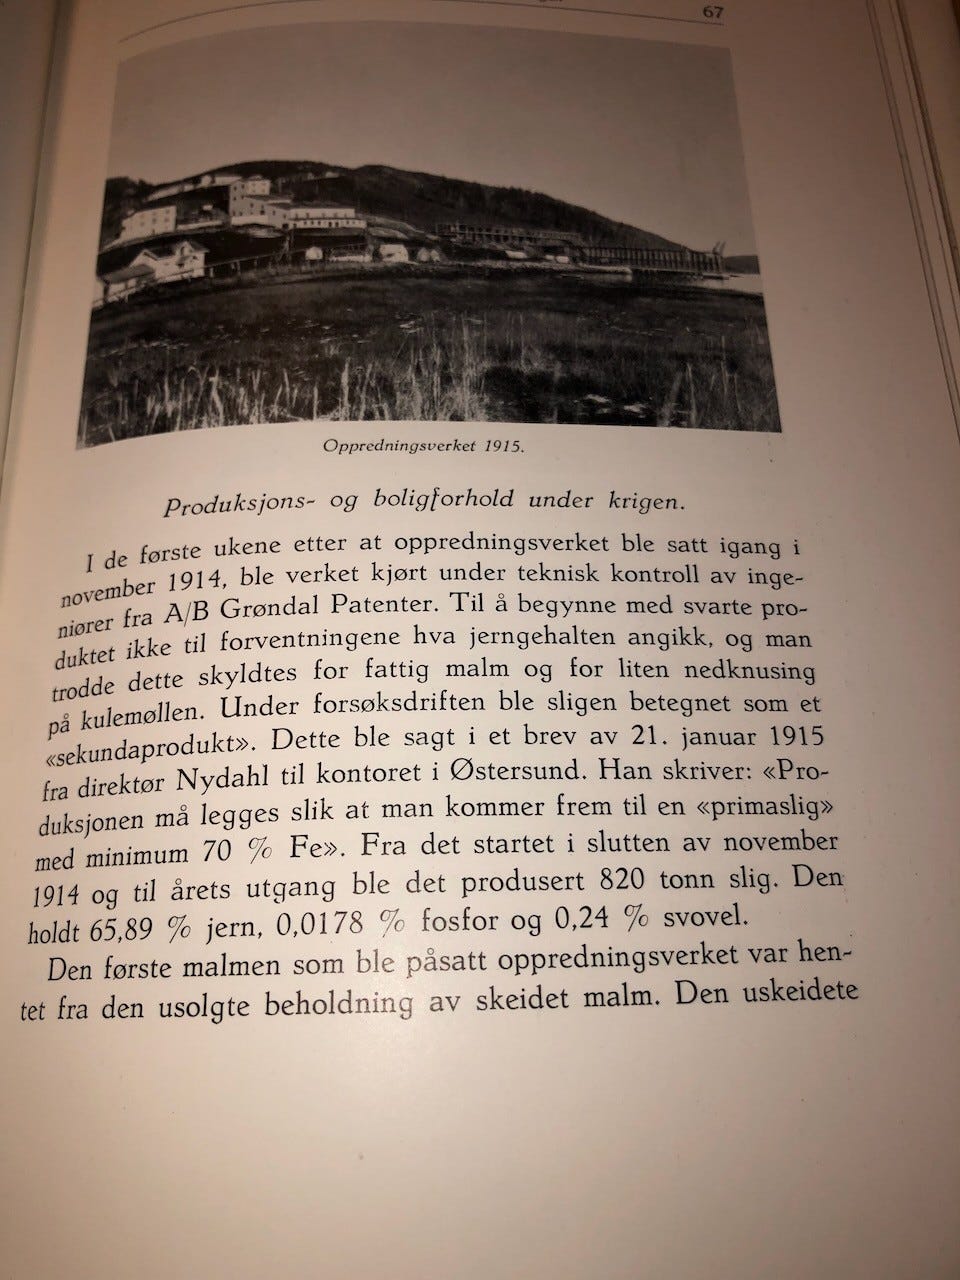 67
Oppredningsverket 1915.
Produksjons- og boligforhold under krigen.
I de første ukene etter at oppredningsverket ble satt igang i
november 1914, ble verket kjørt under teknisk kontroll av inge-
niører fra A/B Grøndal Patenter. Til å begynne med svarte pro-
duktet ikke til forventningene hva jerngehalten angikk, og man
trodde dette skyldtes for fattig malm og for liten nedknusing
på kulemøllen. Under forsøksdriften ble sligen betegnet som et
«sekundaprodukt». Dette ble sagt i et brev av 21. januar 1915
fra direktør Nydahl til kontoret i Østersund. Han skriver: «Pro-
duksjonen må legges slik at man kommer frem til en «primaslig»
med minimum 70 % Fe». Fra det startet i slutten av november
1914 og til årets utgang ble det produsert 820 tonn slig. Den
holdt 65,89 % jern, 0,0178 % fosfor og 0,24 % svovel.
Den første malmen som ble påsatt oppredningsverket var hen-
tet fra den usolgte beholdning av skeidet malm. Den uskeidete